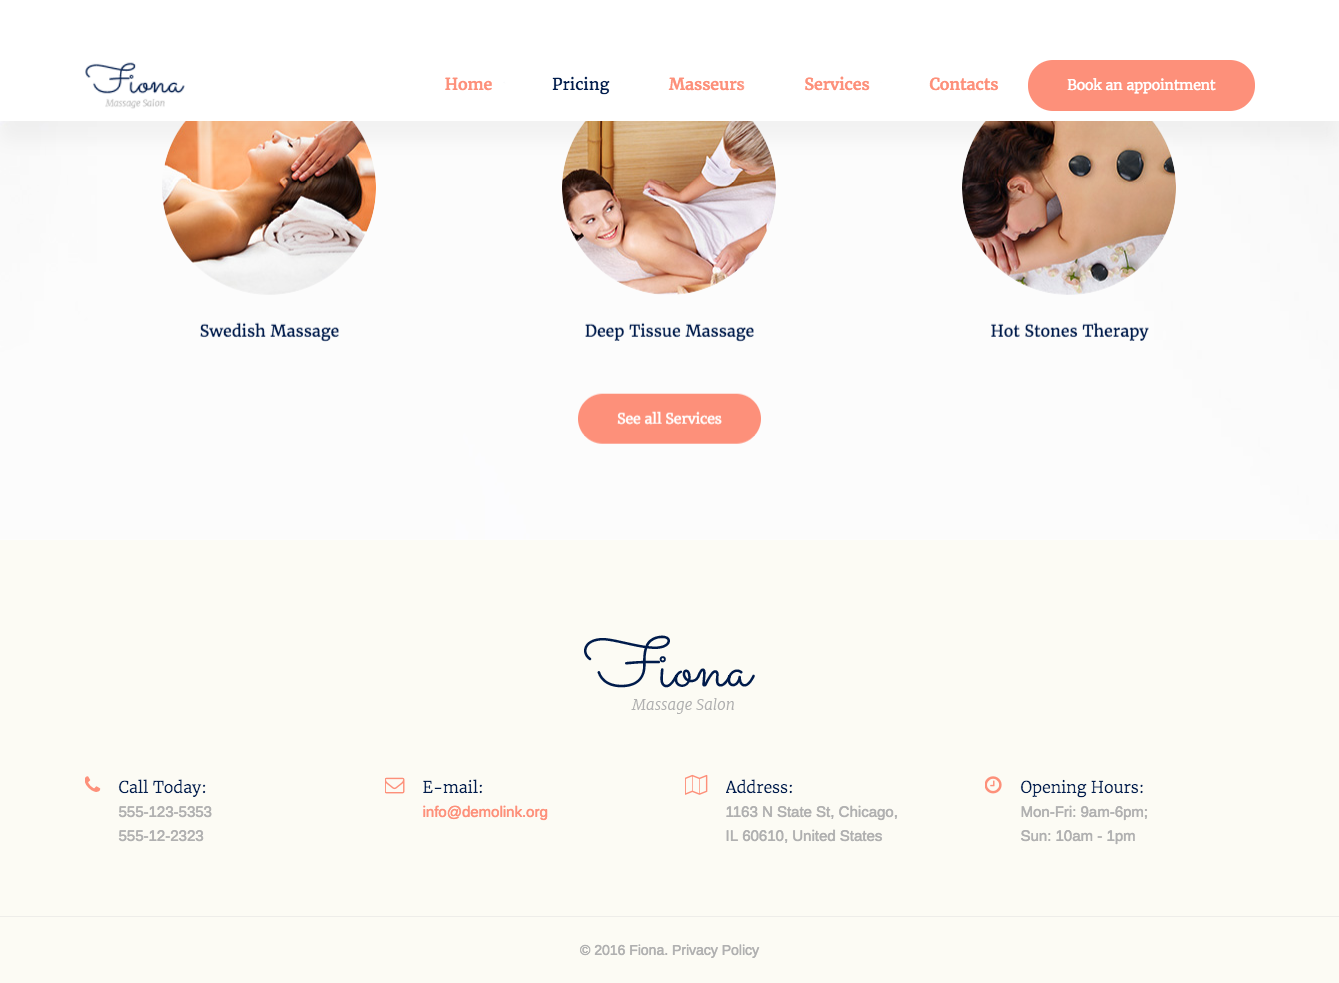 Fiona
Massage Salon
Home
Pricing
Masseurs
Services
Contacts
Book an appointment
Swedish Massage
Deep Tissue Massage
Hot Stones Therapy
See all Services
Fiona
Massage Salon
Call Today:
555-123-5353
555-12-2323
E-mail:
info@demolink.org
Address:
1163 N State St, Chicago,
IL 60610, United States
Opening Hours:
Mon-Fri: 9am-6pm;
Sun: 10am - 1pm
© 2016 Fiona. Privacy Policy